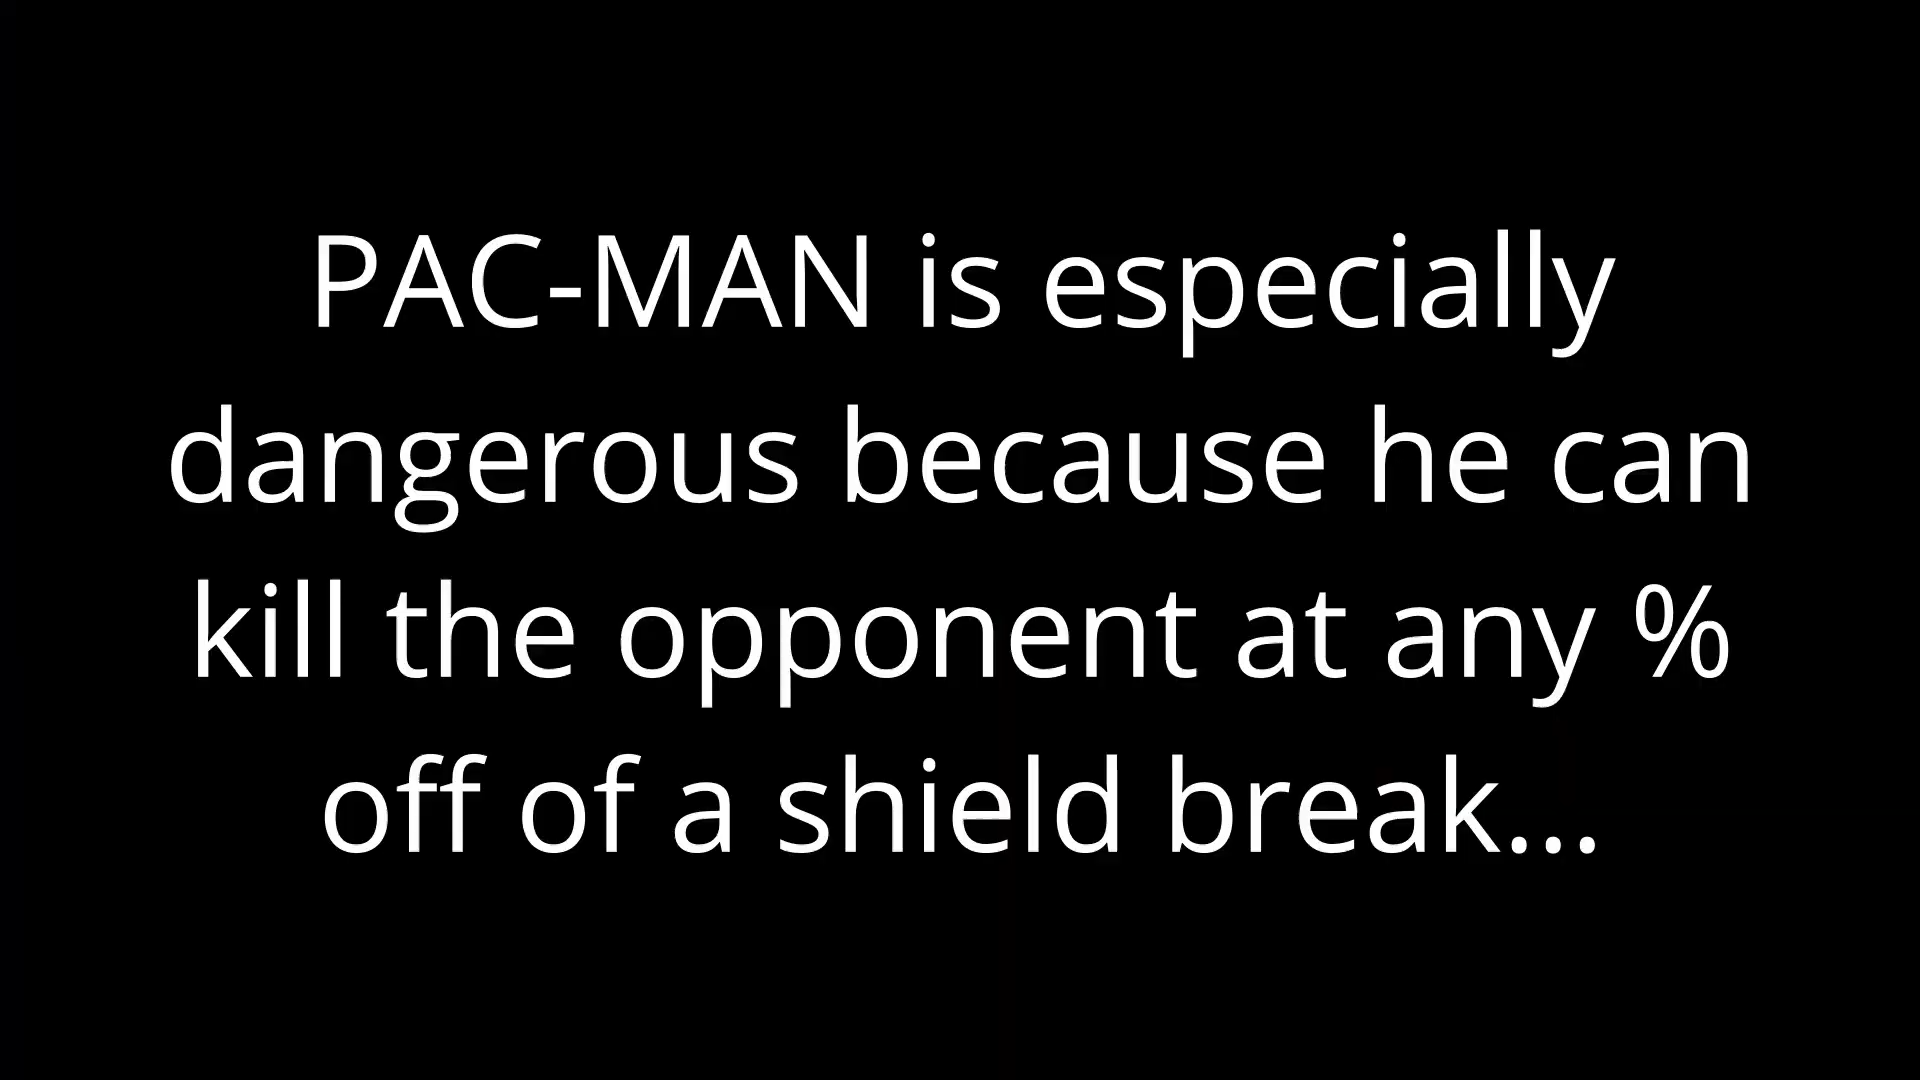 PAC-MAN is especially
dangerous because he can
kill the opponent at any %
off of a shield break...